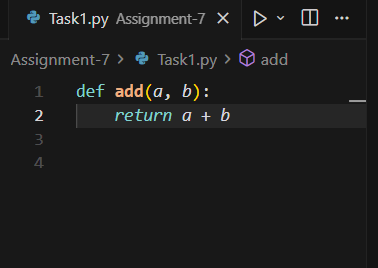 Task1.py Assignment-7
Assignment-7 > Task1.py > add
1 def add(a, b):
2     return a + b
3
4